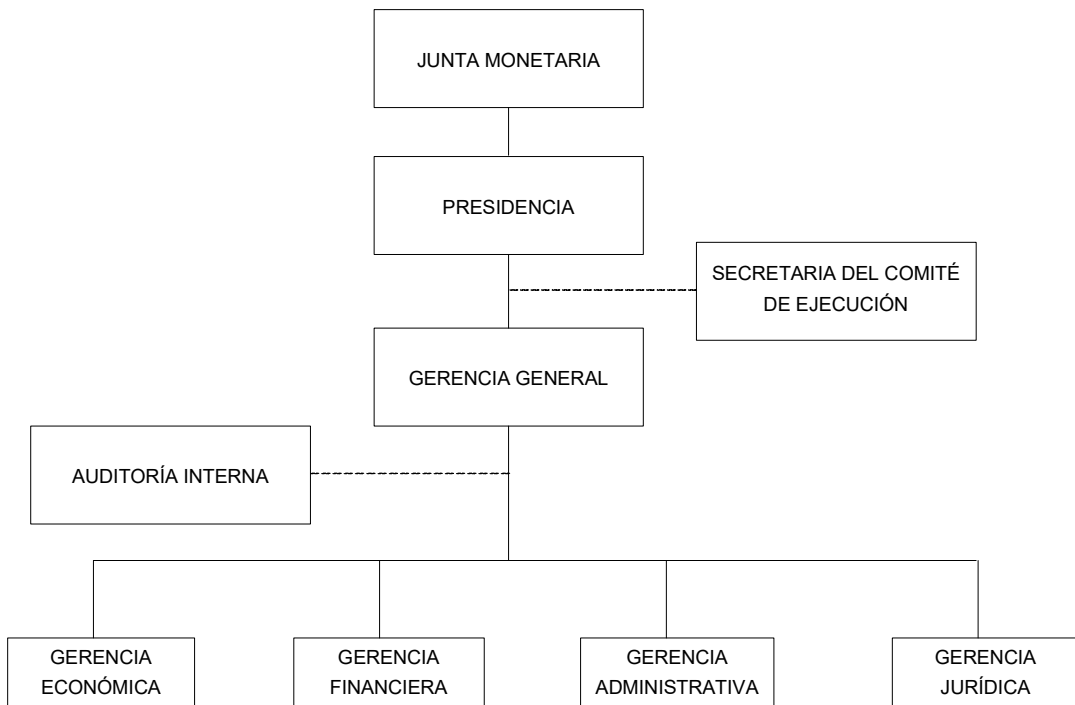 JUNTA MONETARIA
PRESIDENCIA
SECRETARIA DEL COMITÉ
DE EJECUCIÓN
GERENCIA GENERAL
AUDITORÍA INTERNA
GERENCIA
ECONÓMICA
GERENCIA
FINANCIERA
GERENCIA
ADMINISTRATIVA
GERENCIA
JURÍDICA